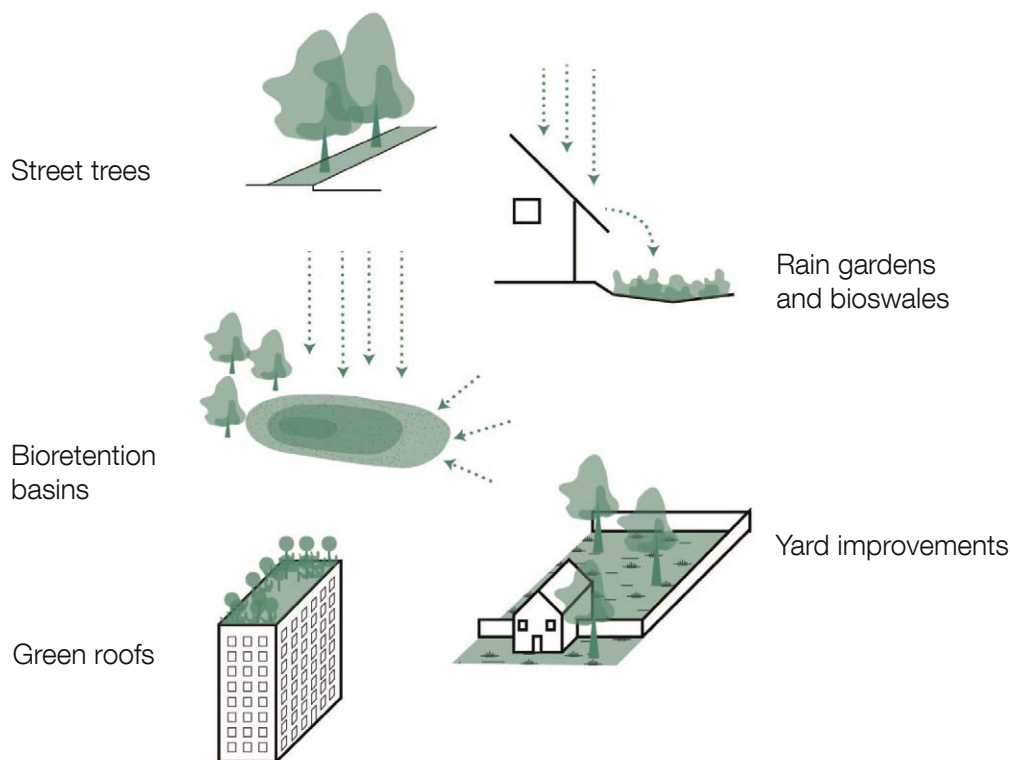 Street trees
Rain gardens
and bioswales
Bioretention
basins
Yard improvements
Green roofs